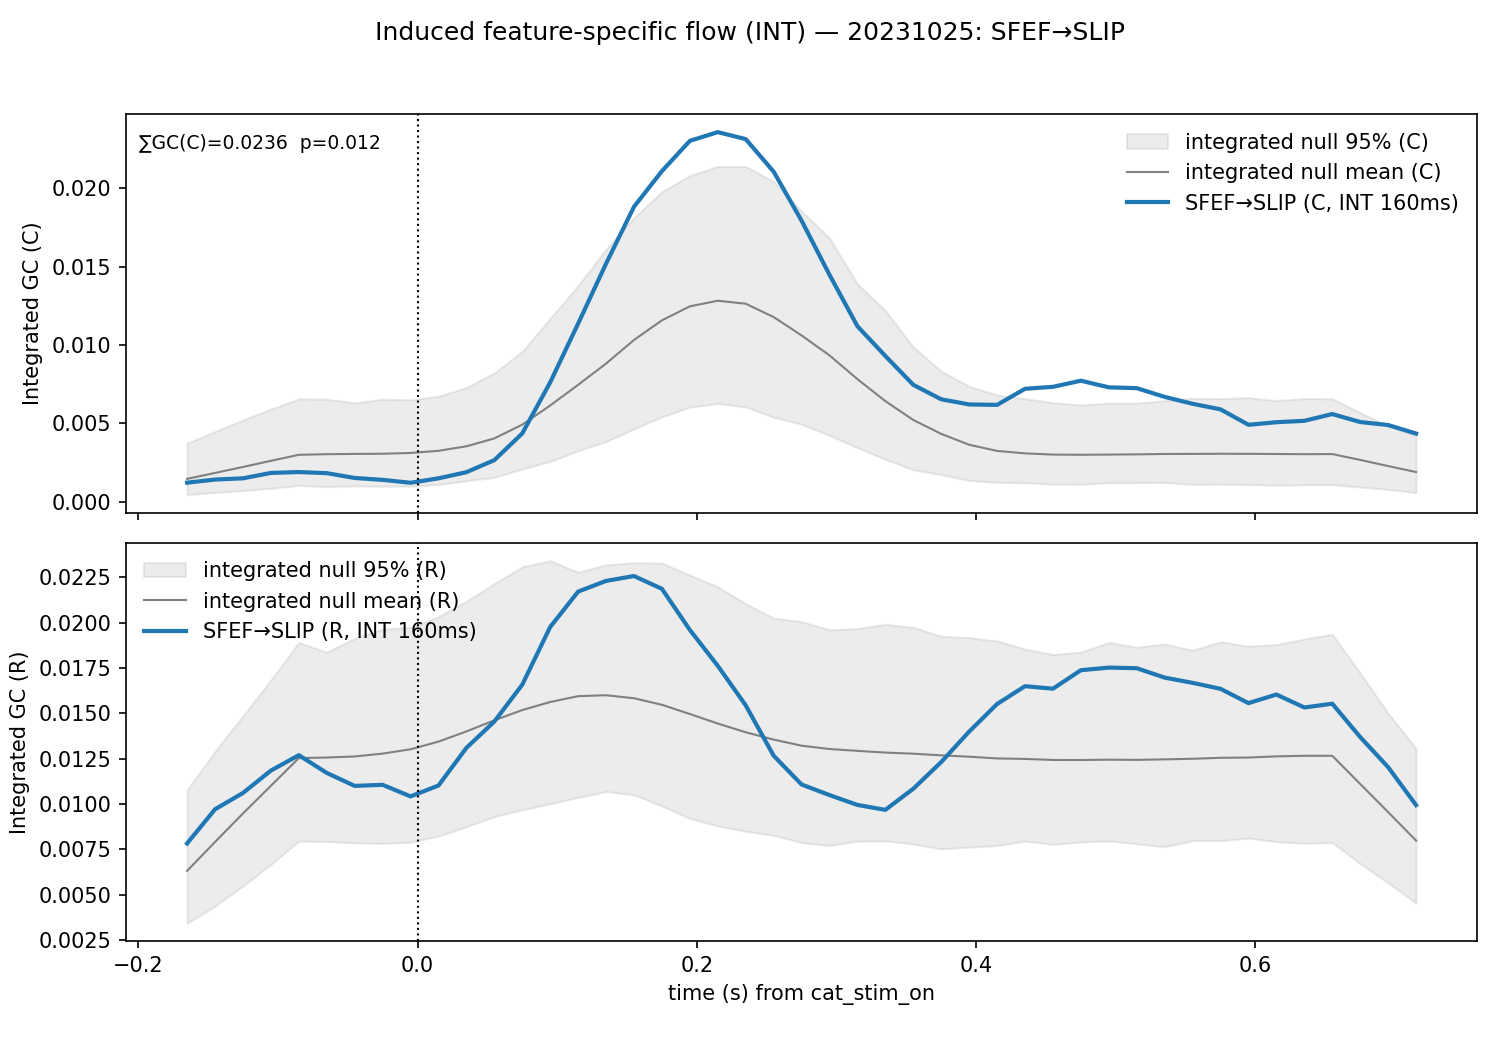 Induced feature-specific flow (INT) — 20231025: SFEF→SLIP
∑GC(C)=0.0236  p=0.012
integrated null 95% (C)
integrated null mean (C)
SFEF→SLIP (C, INT 160ms)
Integrated GC (C)
0.020
0.015
0.010
0.005
0.000
integrated null 95% (R)
integrated null mean (R)
SFEF→SLIP (R, INT 160ms)
Integrated GC (R)
0.0225
0.0200
0.0175
0.0150
0.0125
0.0100
0.0075
0.0050
0.0025
−0.2 0.0 0.2 0.4 0.6
time (s) from cat_stim_on